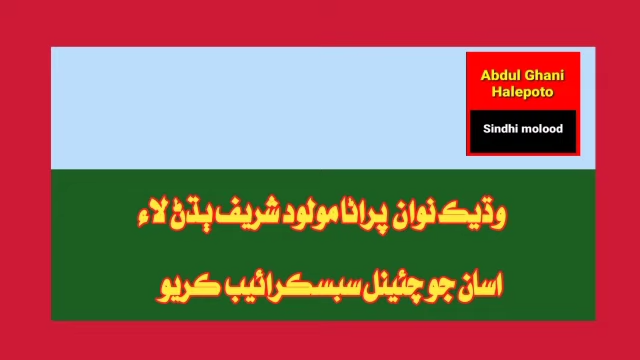 Abdul Ghani
Halepoto
Sindhi molood
وڌيڪ نوان پراڻا مولود شريف ٻڌڻ لاءِ
اسان جو چئينل سبسڪرائيب ڪريو